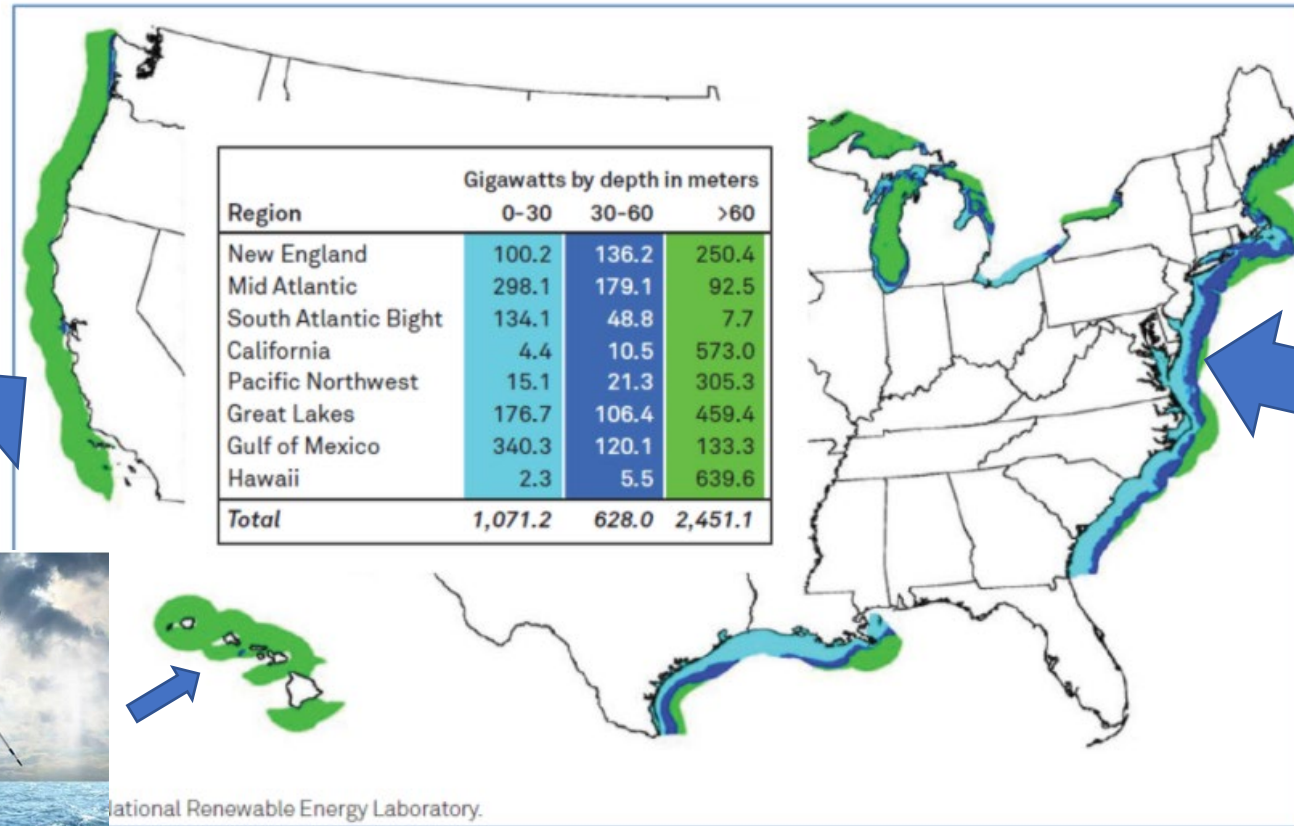 Gigawatts by depth in meters
Region 0-30 30-60 >60
New England 100.2 136.2 250.4
Mid Atlantic 298.1 179.1 92.5
South Atlantic Bight 134.1 48.8 7.7
California 4.4 10.5 573.0
Pacific Northwest 15.1 21.3 305.3
Great Lakes 176.7 106.4 459.4
Gulf of Mexico 340.3 120.1 133.3
Hawaii 2.3 5.5 639.6
Total 1,071.2 628.0 2,451.1
ational Renewable Energy Laboratory.